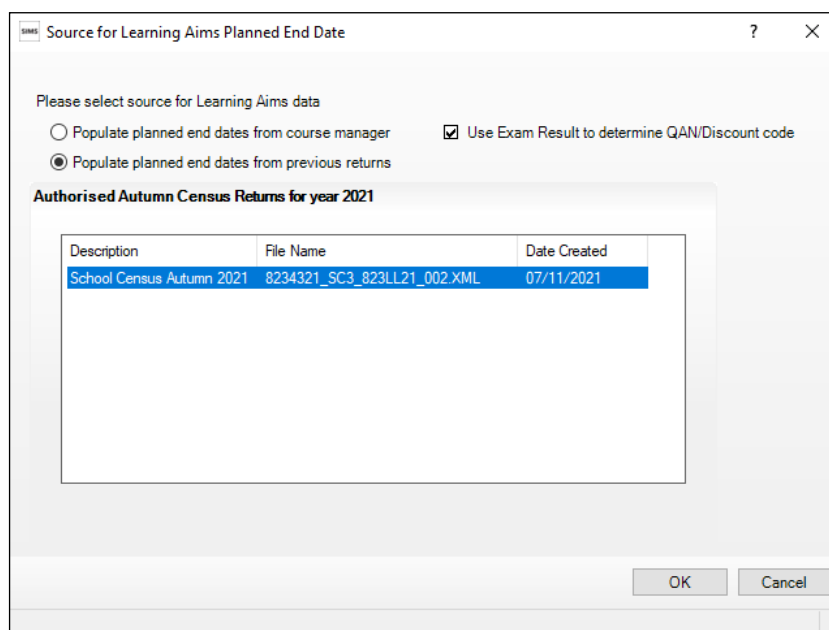 SIMS Source for Learning Aims Planned End Date ?
Please select source for Learning Aims data
Populate planned end dates from course manager Use Exam Result to determine QAN/Discount code
Populate planned end dates from previous returns
Authorised Autumn Census Returns for year 2021
Description File Name Date Created
School Census Autumn 2021 8234321_SC3_823LL21_002.XML 07/11/2021
OK Cancel